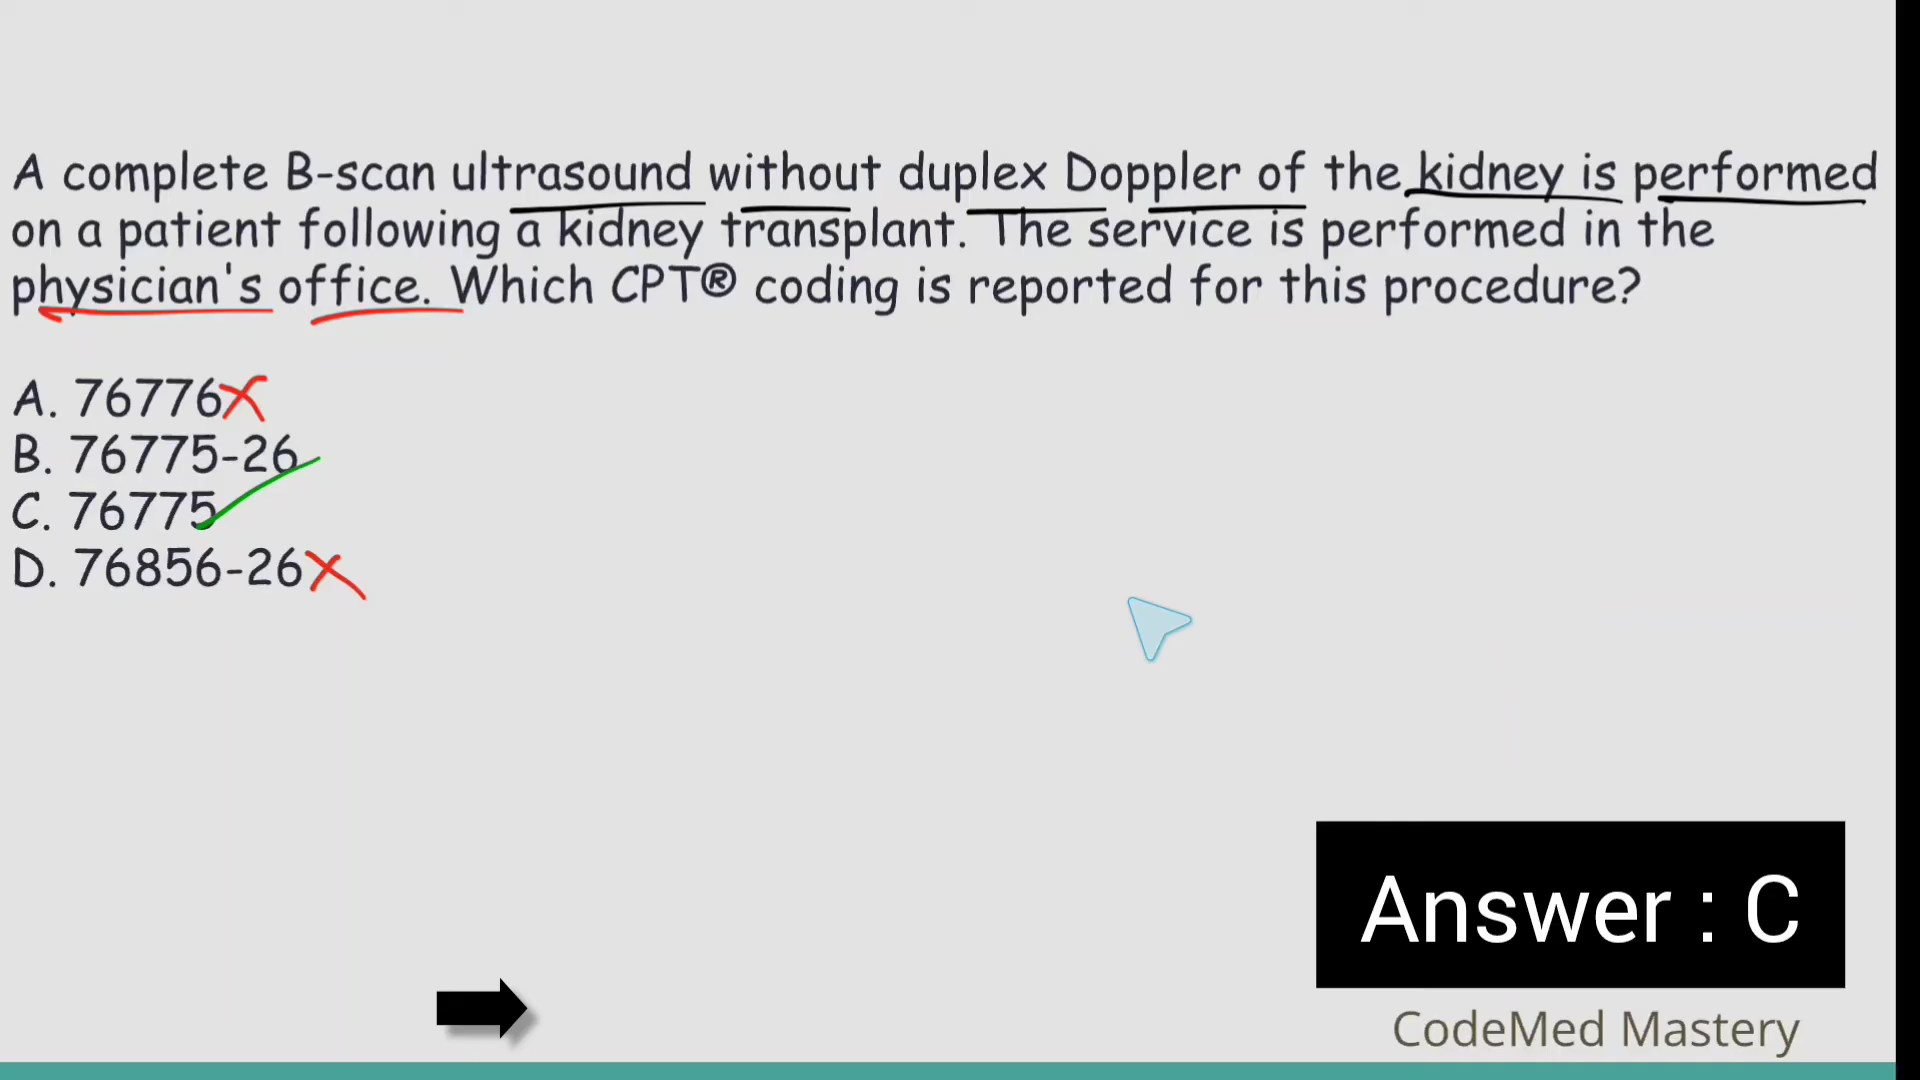 A complete B-scan ultrasound without duplex Doppler of the kidney is performed
on a patient following a kidney transplant. The service is performed in the
physician's office. Which CPT® coding is reported for this procedure?
A. 76776
B. 76775-26
C. 76775
D. 76856-26
Answer : C
CodeMed Mastery